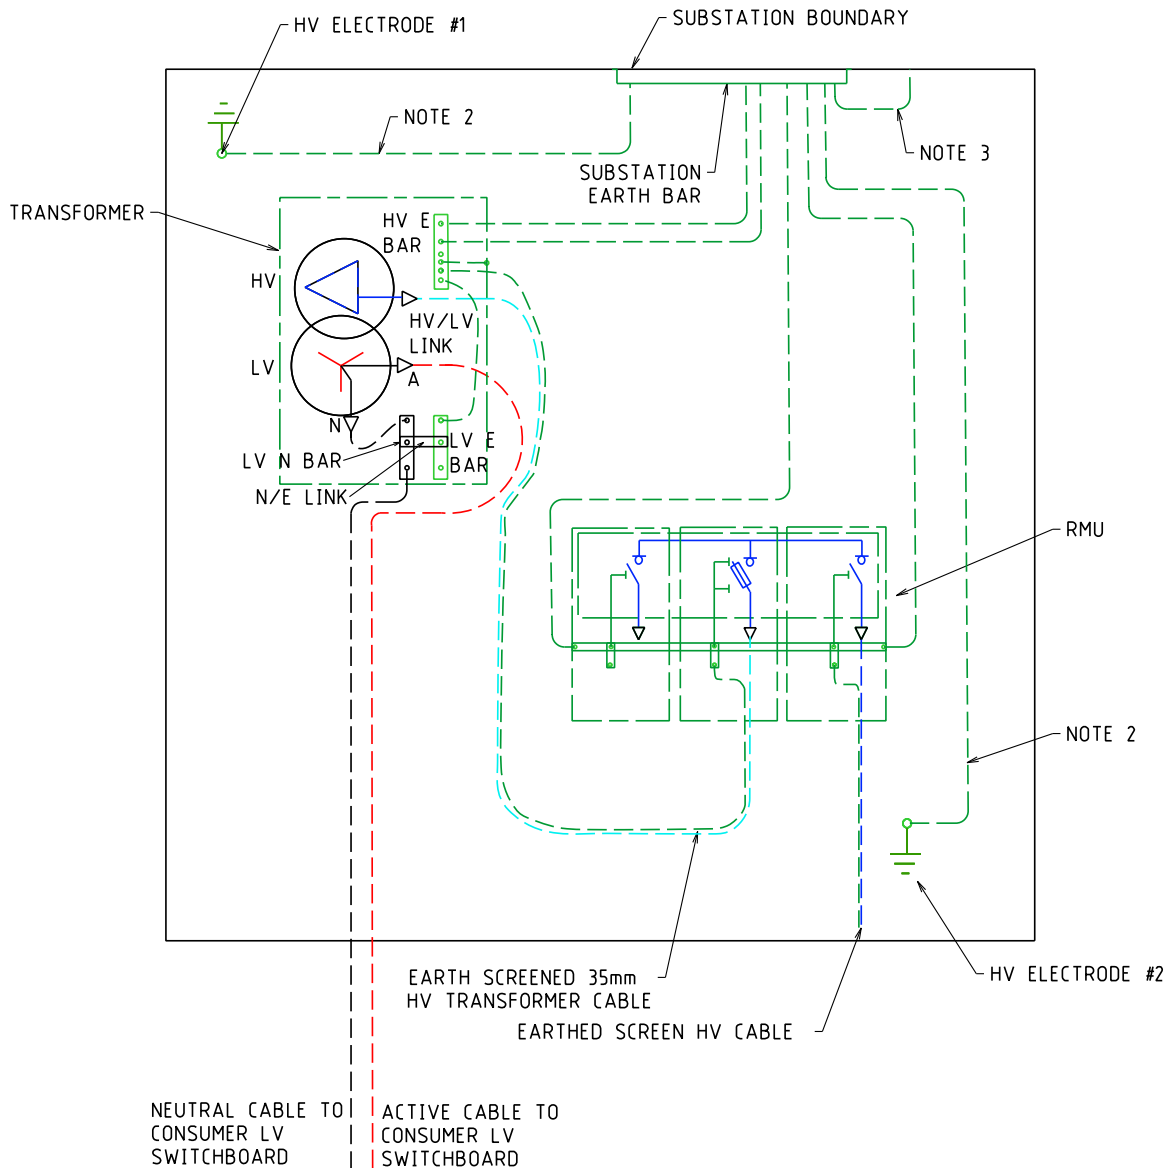 HV ELECTRODE #1
SUBSTATION BOUNDARY
NOTE 2
NOTE 3
SUBSTATION
EARTH BAR
TRANSFORMER
HV E
BAR
HV
HV/LV
LINK
LV
A
N
LV N BAR
LV E
BAR
N/E LINK
RMU
NOTE 2
EARTH SCREENED 35mm
HV TRANSFORMER CABLE
HV ELECTRODE #2
EARTHED SCREEN HV CABLE
NEUTRAL CABLE TO
CONSUMER LV
SWITCHBOARD
ACTIVE CABLE TO
CONSUMER LV
SWITCHBOARD